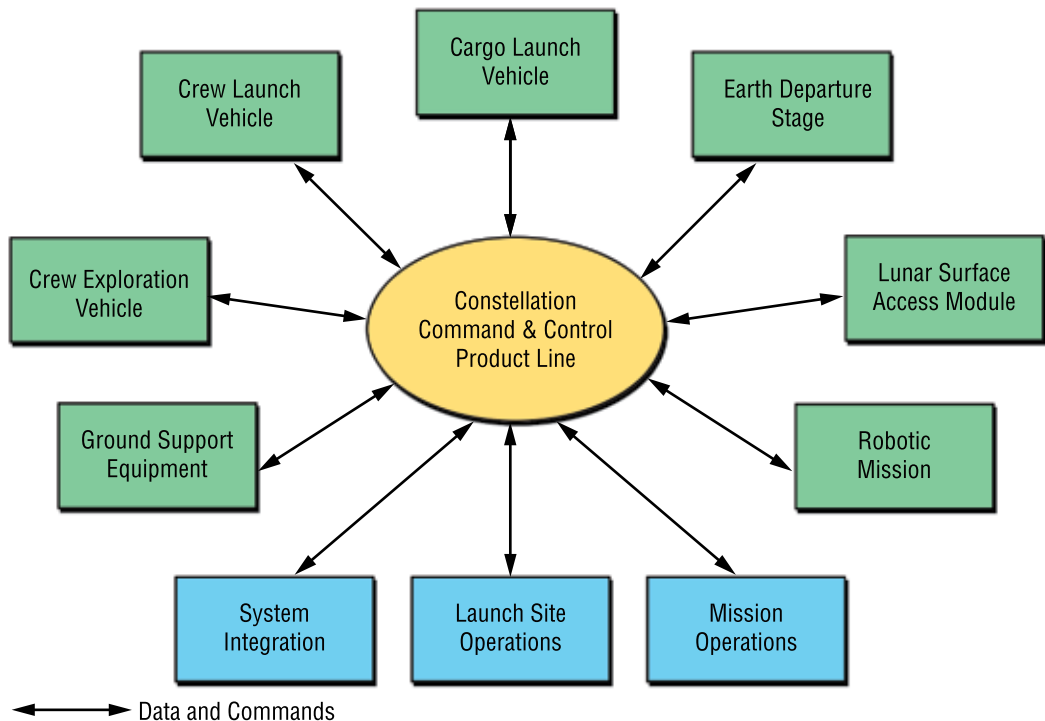 Cargo Launch
Vehicle
Crew Launch
Vehicle
Earth Departure
Stage
Crew Exploration
Vehicle
Constellation
Command & Control
Product Line
Lunar Surface
Access Module
Ground Support
Equipment
Robotic
Mission
System
Integration
Launch Site
Operations
Mission
Operations
Data and Commands